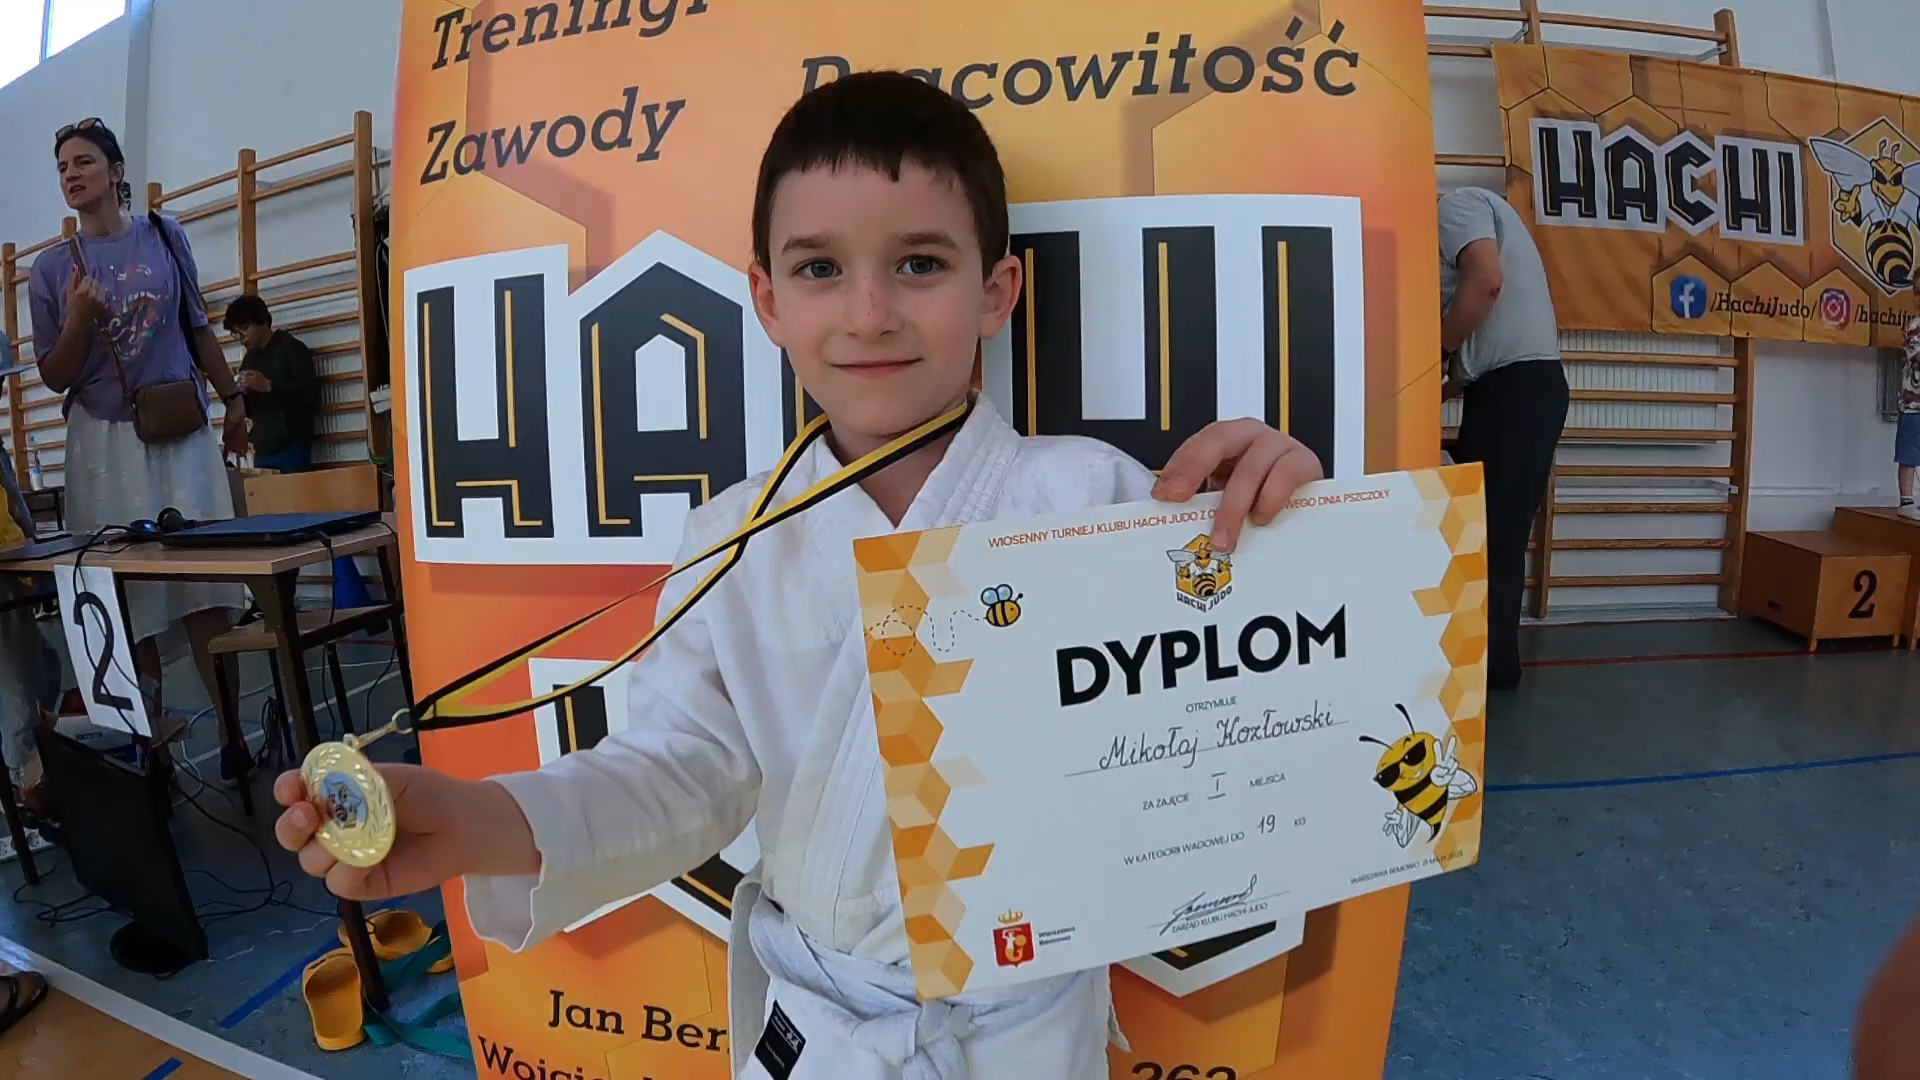 Treningi
Zawody
Pracowitość
HACHI
HACHI
/HachiJudo/
2
2
WIOSENNY TURNIEJ KLUBU HACHI JUDO Z DNIA PSZCZOŁY
HACHI JUDO
DYPLOM
OTRZYMUJE
Mikołaj Kozłowski
ZA ZAJĘCIE I MIEJSCA
W KATEGORII WAGOWEJ DO 19 KG
ZARZĄD KLUBU HACHI JUDO
Jan Ber
262